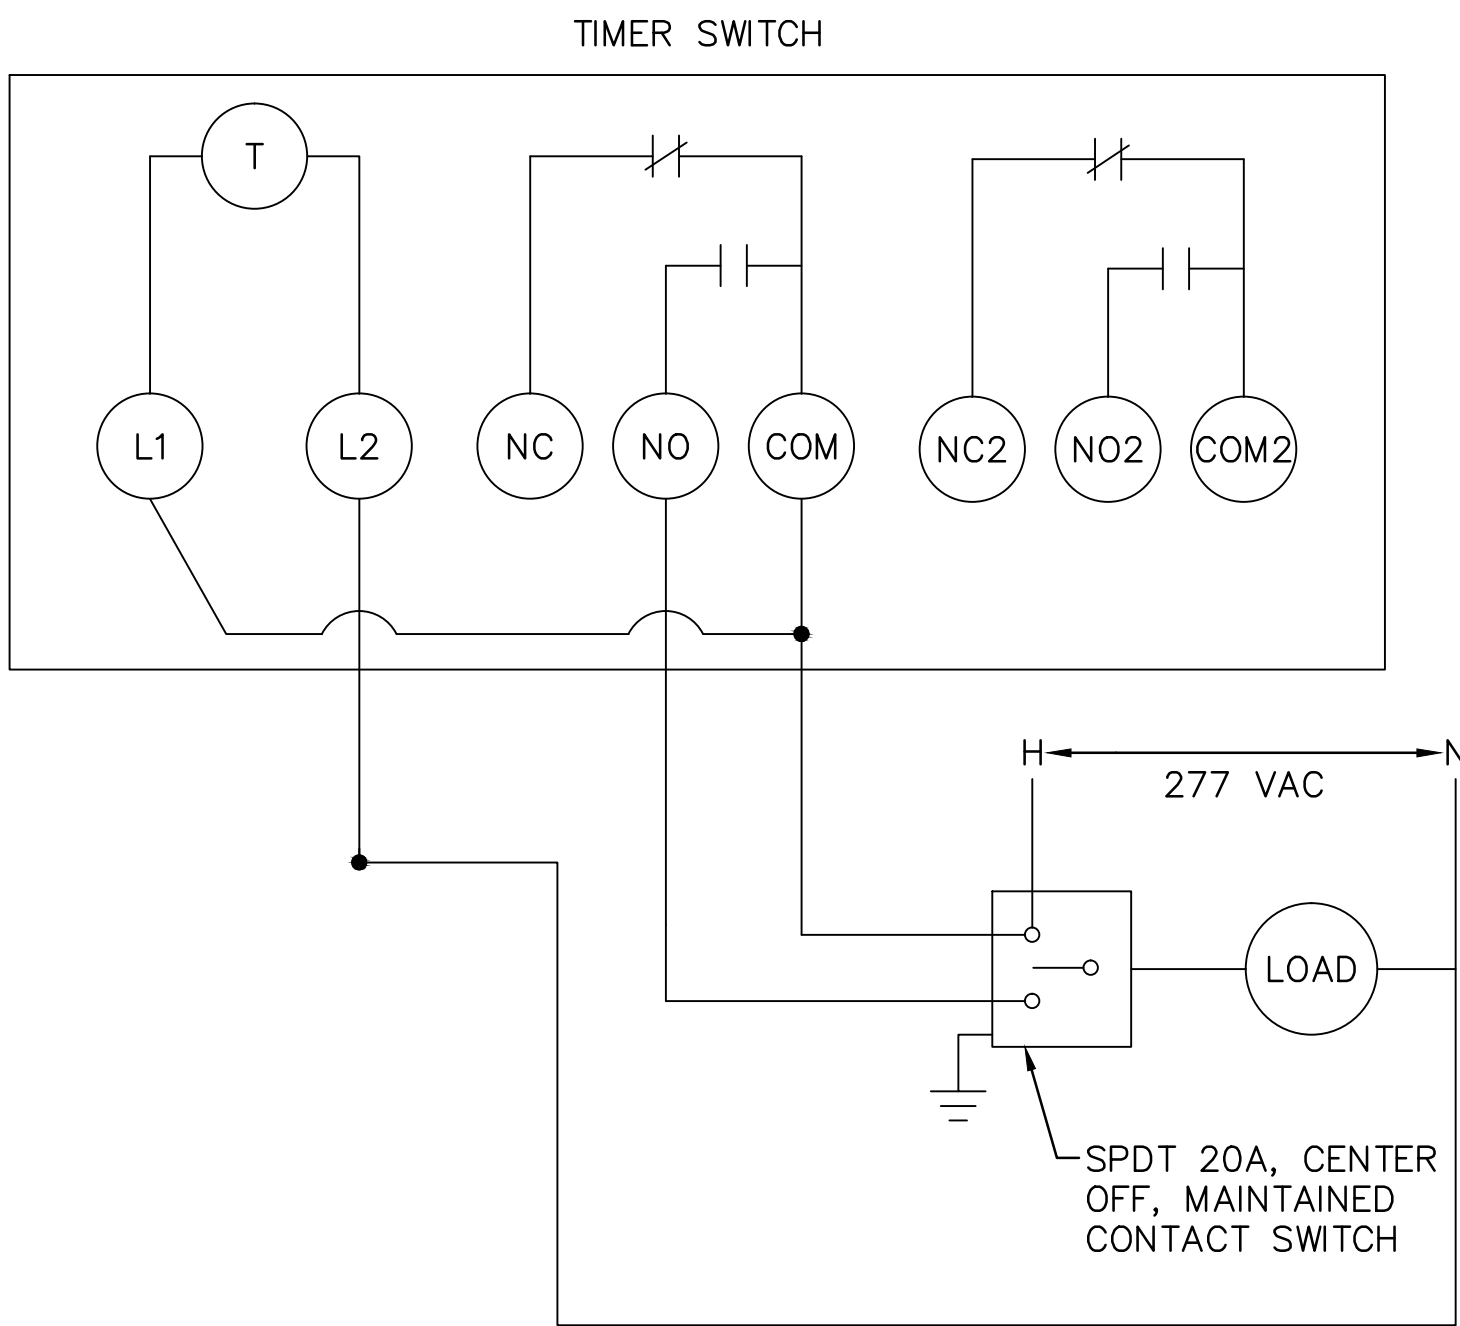 TIMER SWITCH
T
L1 L2 NC NO COM NC2 NO2 COM2
H N
277 VAC
LOAD
SPDT 20A, CENTER
OFF, MAINTAINED
CONTACT SWITCH